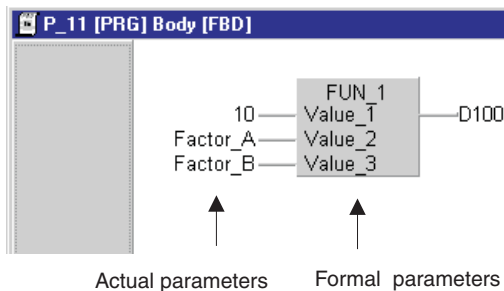 P_11 [PRG] Body [FBD]
FUN_1
10 Value_1 D100
Factor_A Value_2
Factor_B Value_3
Actual parameters Formal parameters